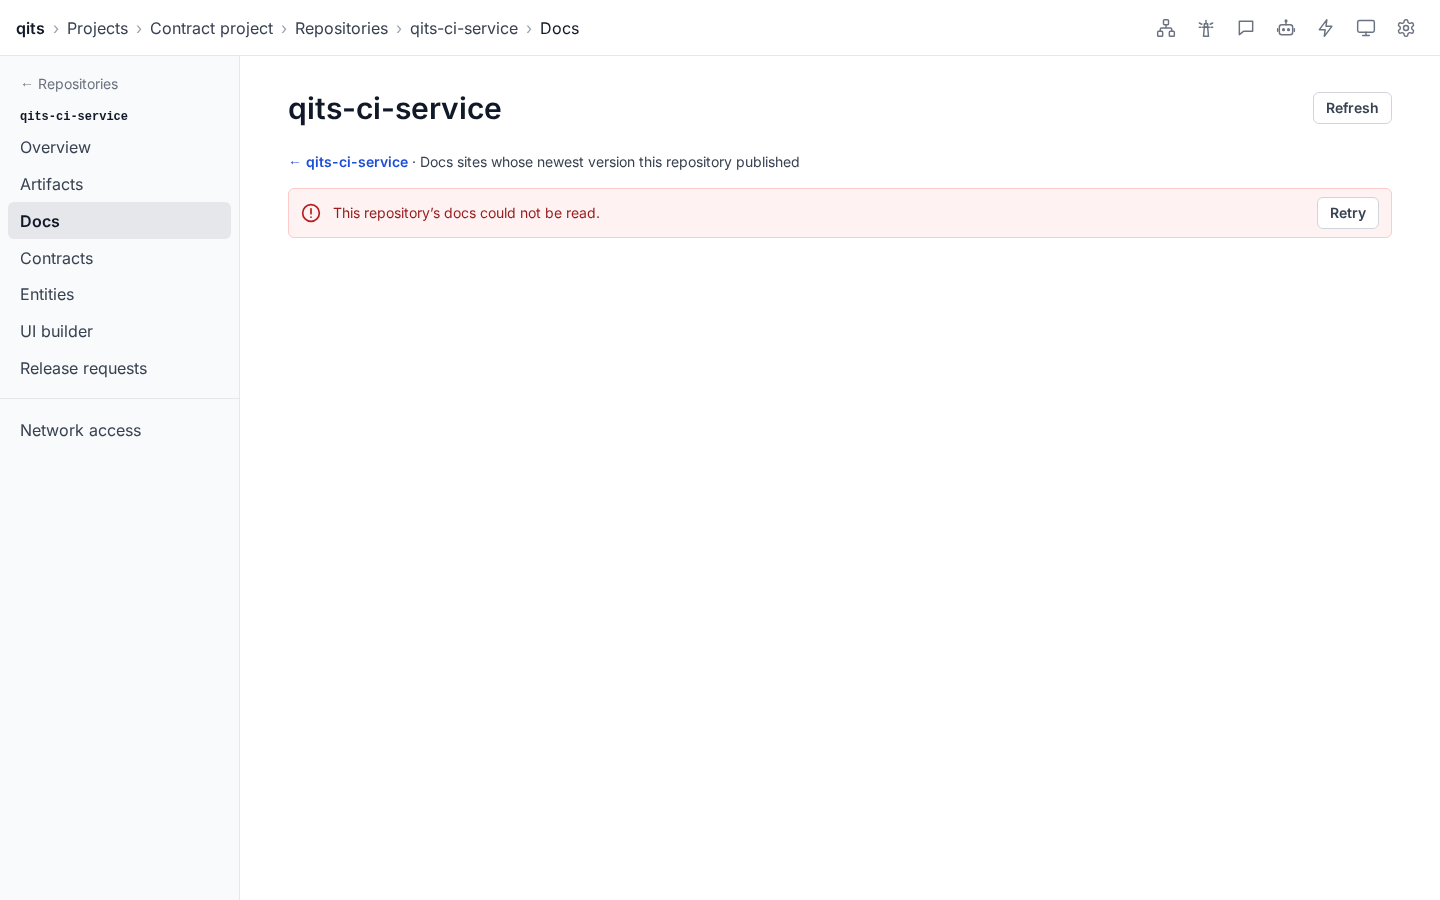 qits › Projects › Contract project › Repositories › qits-ci-service › Docs
← Repositories
qits-ci-service
Overview
Artifacts
Docs
Contracts
Entities
UI builder
Release requests
Network access
qits-ci-service
Refresh
← qits-ci-service · Docs sites whose newest version this repository published
This repository’s docs could not be read.
Retry